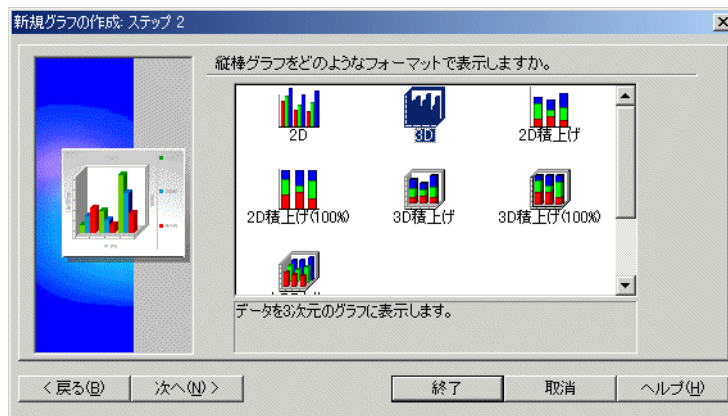 新規グラフの作成: ステップ 2
縦棒グラフをどのようなフォーマットで表示しますか。
2D
3D
2D積上げ
2D積上げ(100%)
3D積上げ
3D積上げ(100%)
データを3次元のグラフに表示します。
< 戻る(B)
次へ(N) >
終了
取消
ヘルプ(H)